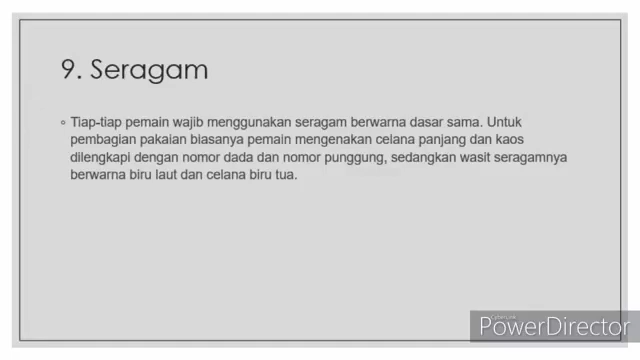 9. Seragam
Tiap-tiap pemain wajib menggunakan seragam berwarna dasar sama. Untuk
pembagian pakaian biasanya pemain mengenakan celana panjang dan kaos
dilengkapi dengan nomor dada dan nomor punggung, sedangkan wasit seragamnya
berwarna biru laut dan celana biru tua.
CyberLink
PowerDirector